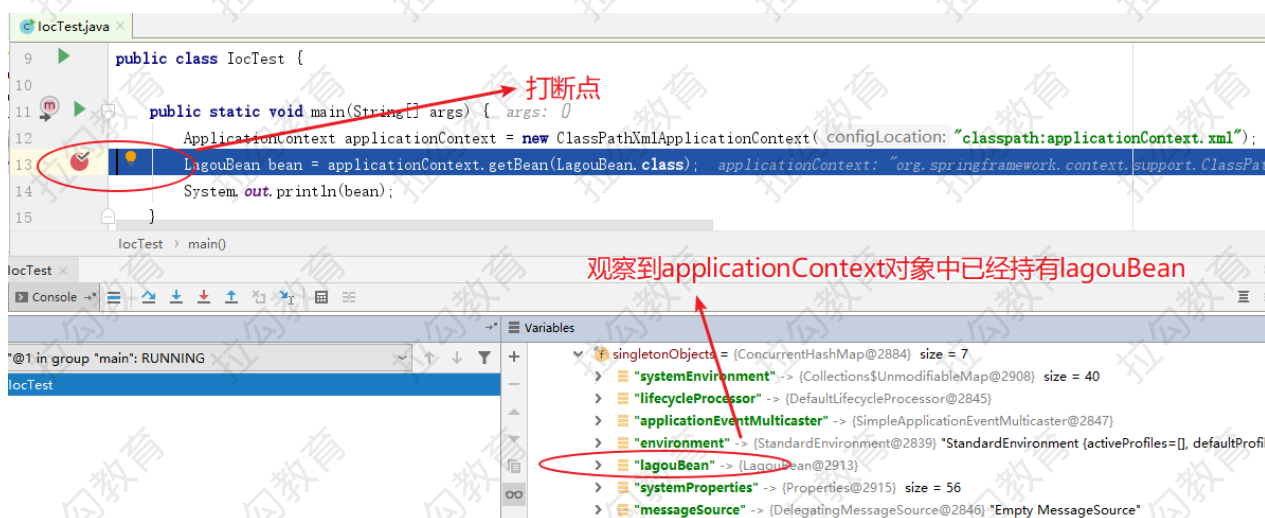 IocTest.java ×
9 public class IocTest {
10
打断点
11 public static void main(String[] args) { args: {}
12 ApplicationContext applicationContext = new ClassPathXmlApplicationContext( configLocation: "classpath:applicationContext.xml");
13 LagouBean bean = applicationContext.getBean(LagouBean.class); applicationContext: "org.springframework.context.support.ClassPat
14 System.out.println(bean);
15 }
IocTest › main()
IocTest ×
观察到applicationContext对象中已经持有lagouBean
Console
Variables
"@1 in group "main": RUNNING
singletonObjects = {ConcurrentHashMap@2884} size = 7
IocTest
"systemEnvironment" -> {Collections$UnmodifiableMap@2908} size = 40
"lifecycleProcessor" -> {DefaultLifecycleProcessor@2845}
"applicationEventMulticaster" -> {SimpleApplicationEventMulticaster@2847}
"environment" -> {StandardEnvironment@2839} "StandardEnvironment {activeProfiles=[], defaultProfil
"lagouBean" -> {LagouBean@2913}
"systemProperties" -> {Properties@2915} size = 56
"messageSource" -> {DelegatingMessageSource@2846} "Empty MessageSource"
拉勾教育